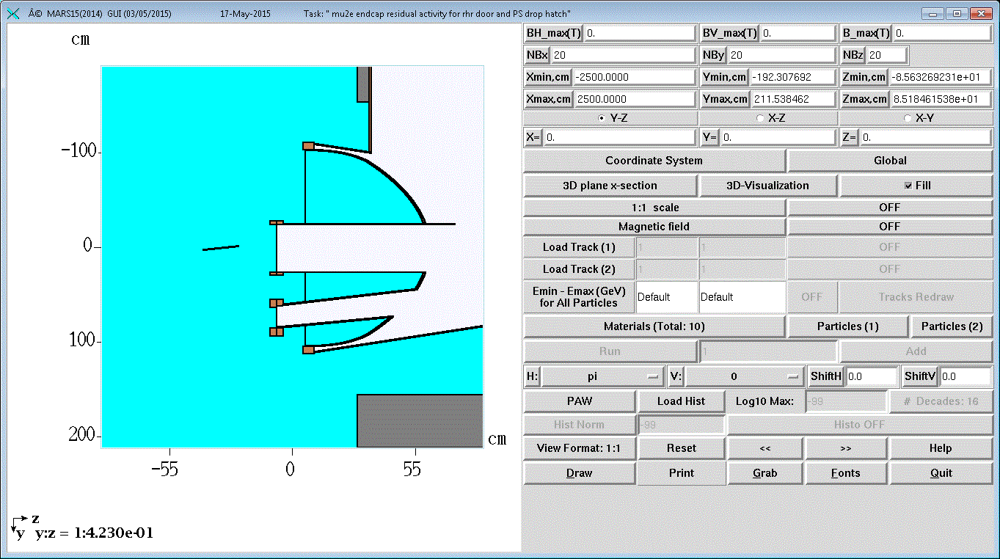 Â© MARS15(2014) GUI (03/05/2015) 17-May-2015 Task: " mu2e endcap residual activity for rhr door and PS drop hatch"
cm
-100
0
100
200
cm
-55 0 55
z
y y:z = 1:4.230e-01
BH_max(T) 0. BV_max(T) 0. B_max(T) 0.
NBx 20 NBy 20 NBz 20
Xmin,cm -2500.0000 Ymin,cm -192.307692 Zmin,cm -8.563269231e+01
Xmax,cm 2500.0000 Ymax,cm 211.538462 Zmax,cm 8.518461538e+01
Y-Z X-Z X-Y
X= 0. Y= 0. Z= 0.
Coordinate System Global
3D plane x-section 3D-Visualization Fill
1:1 scale OFF
Magnetic field OFF
Load Track (1) 1 1 OFF
Load Track (2) 1 1 OFF
Emin - Emax (GeV)
for All Particles Default Default OFF Tracks Redraw
Materials (Total: 10) Particles (1) Particles (2)
Run 1 Add
H: pi V: 0 ShiftH 0.0 ShiftV 0.0
PAW Load Hist Log10 Max: -99 # Decades: 16
Hist Norm -99 Histo OFF
View Format: 1:1 Reset << >> Help
Draw Print Grab Fonts Quit